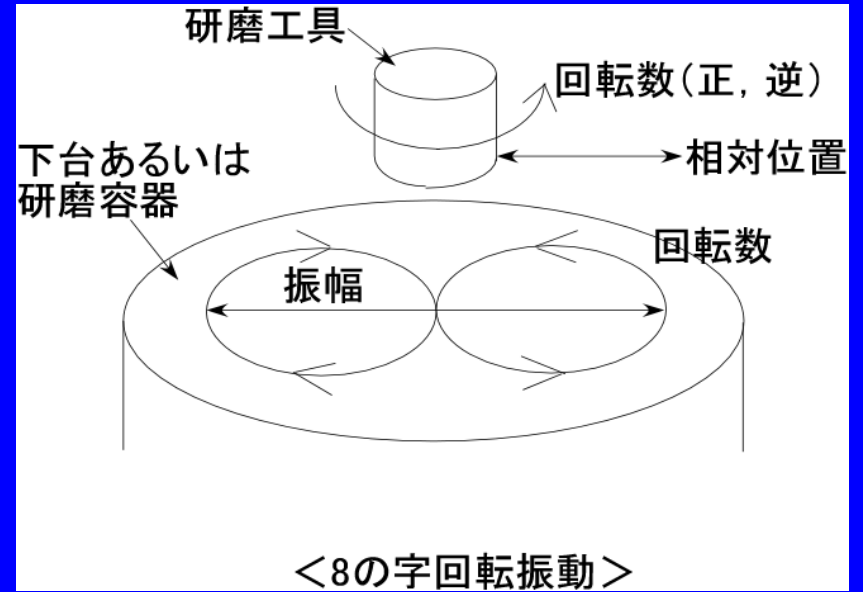 研磨工具
回転数(正, 逆)
下台あるいは
研磨容器
相対位置
回転数
振幅
＜8の字回転振動＞